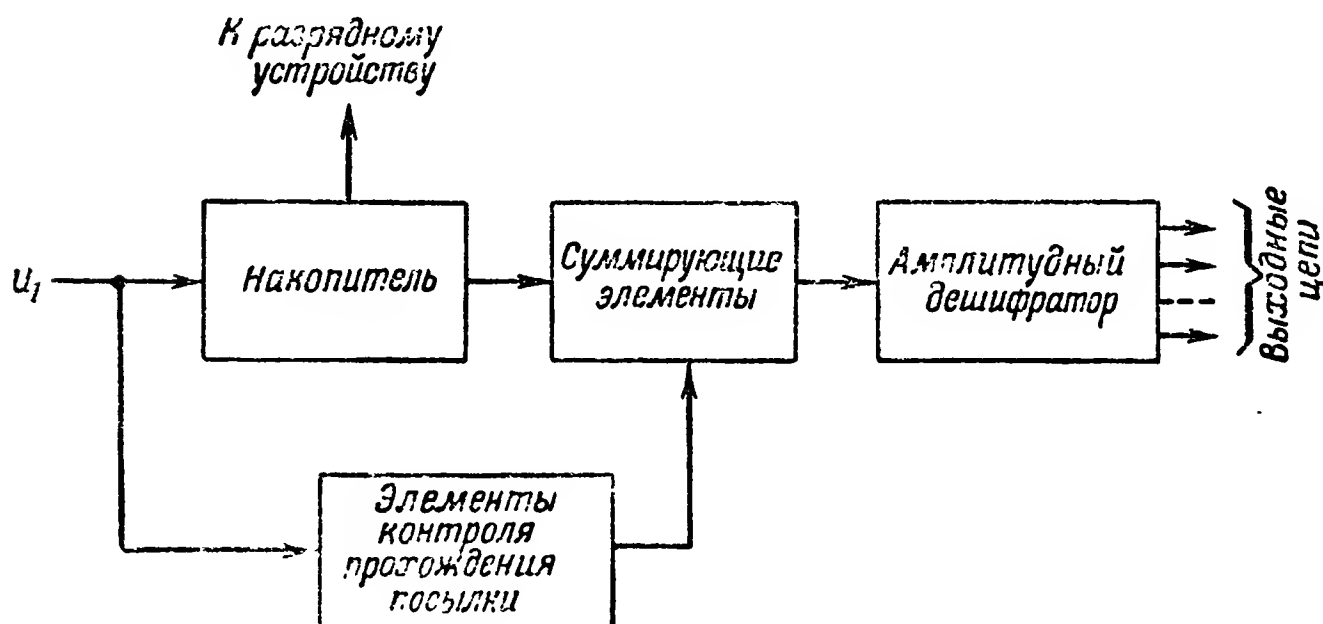 К разрядному
устройству
u₁
Накопитель
Суммирующие
элементы
Амплитудный
дешифратор
Выходные
цепи
Элементы
контроля
прохождения
посылки